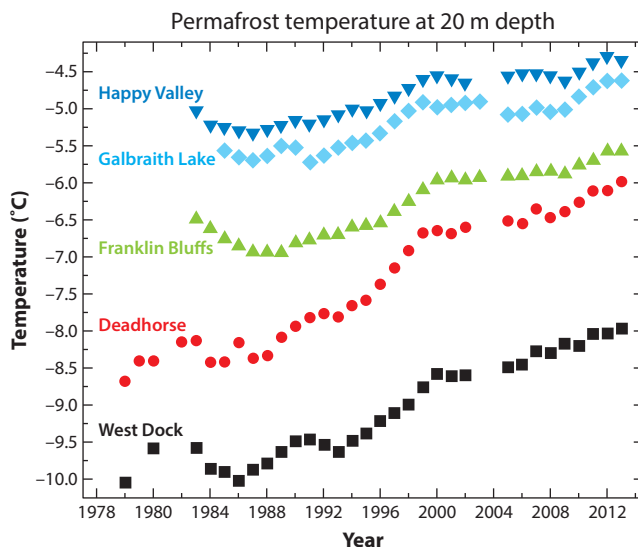 Permafrost temperature at 20 m depth
Temperature (°C)
−4.5
−5.0
−5.5
−6.0
−6.5
−7.0
−7.5
−8.0
−8.5
−9.0
−9.5
−10.0
Happy Valley
Galbraith Lake
Franklin Bluffs
Deadhorse
West Dock
1978 1980 1984 1988 1992 1996 2000 2004 2008 2012
Year